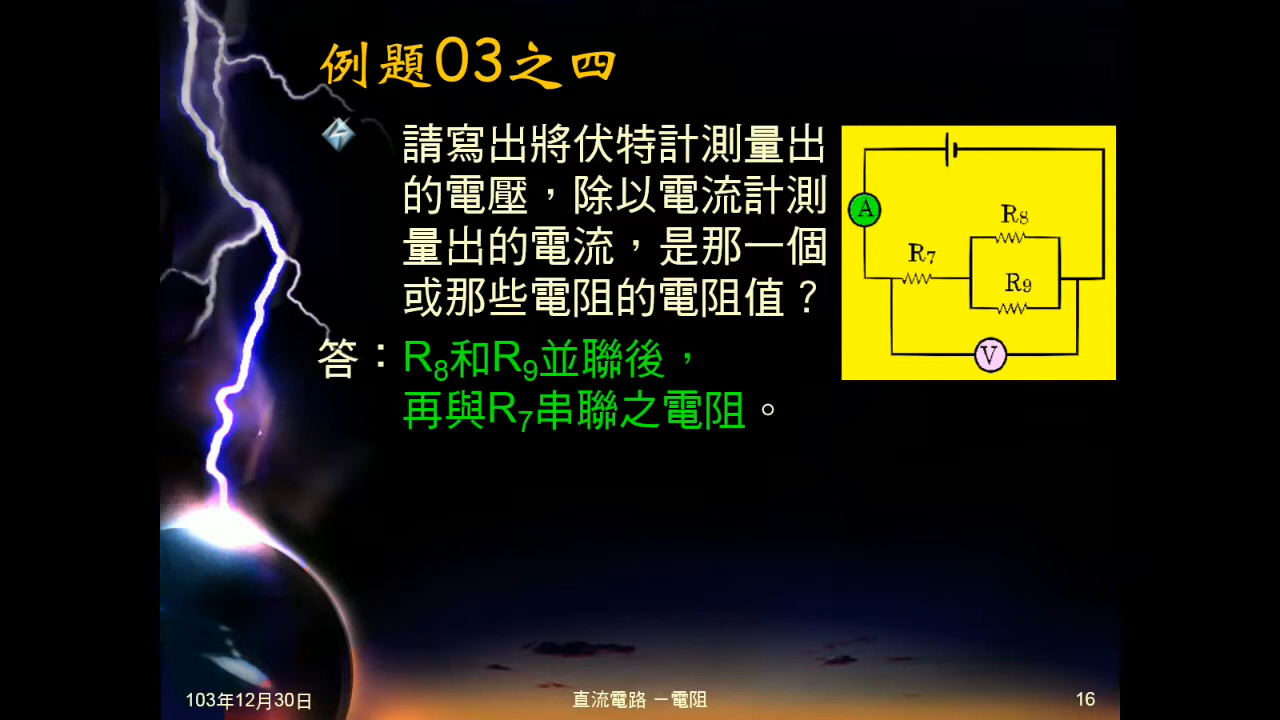 例題03之四
請寫出將伏特計測量出
的電壓，除以電流計測
量出的電流，是那一個
或那些電阻的電阻值？
答：R₈和R₉並聯後，
再與R₇串聯之電阻。
A
R₈
R₇
R₉
V
103年12月30日
直流電路 －電阻
16